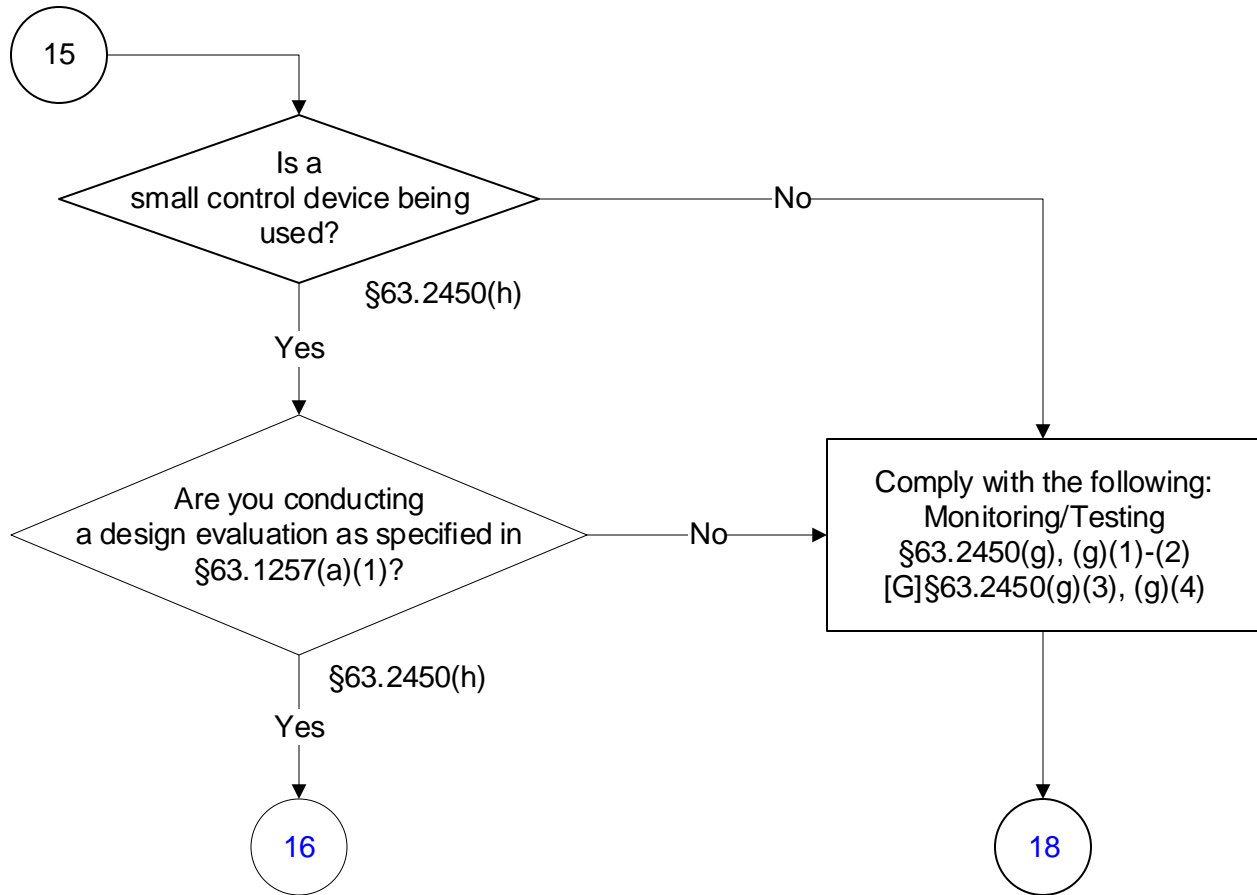 15
Is a
small control device being
used?
No
§63.2450(h)
Yes
Are you conducting
a design evaluation as specified in
§63.1257(a)(1)?
No
Comply with the following:
Monitoring/Testing
§63.2450(g), (g)(1)-(2)
[G]§63.2450(g)(3), (g)(4)
§63.2450(h)
Yes
16
18